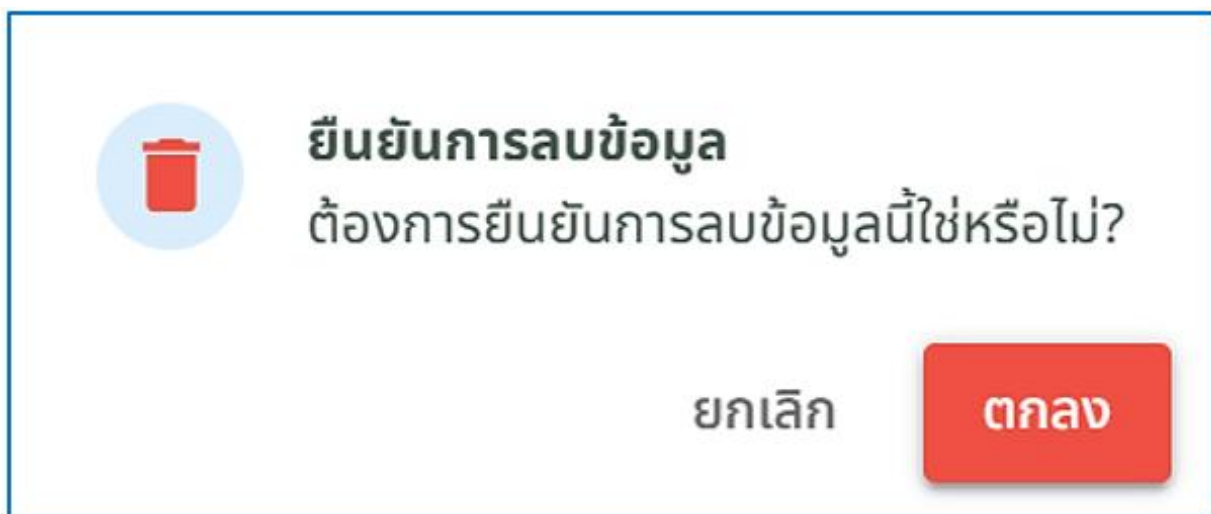 ยืนยันการลบข้อมูล
ต้องการยืนยันการลบข้อมูลนี้ใช่หรือไม่?
ยกเลิก
ตกลง